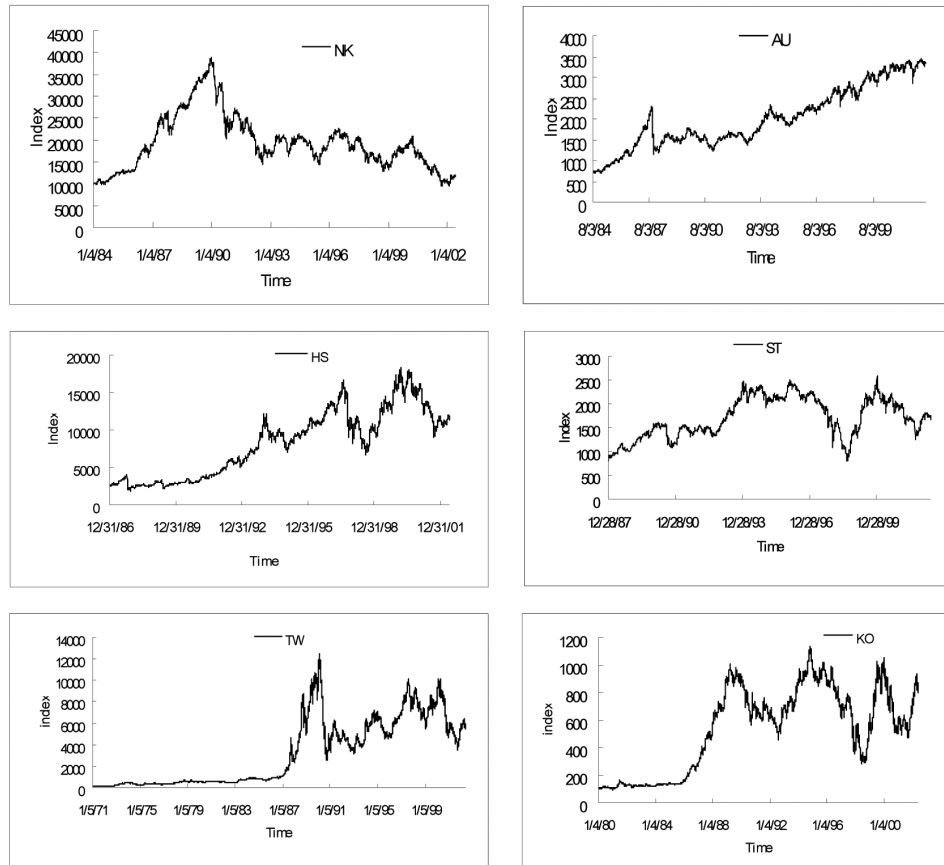 45000
40000
35000
30000
25000
20000
15000
10000
5000
0
Index
NK
1/4/84 1/4/87 1/4/90 1/4/93 1/4/96 1/4/99 1/4/02
Time
4000
3500
3000
2500
2000
1500
1000
500
0
Index
AU
8/3/84 8/3/87 8/3/90 8/3/93 8/3/96 8/3/99
Time
20000
15000
10000
5000
0
Index
HS
12/31/86 12/31/89 12/31/92 12/31/95 12/31/98 12/31/01
Time
3000
2500
2000
1500
1000
500
0
Index
ST
12/28/87 12/28/90 12/28/93 12/28/96 12/28/99
Time
14000
12000
10000
8000
6000
4000
2000
0
index
TW
1/5/71 1/5/75 1/5/79 1/5/83 1/5/87 1/5/91 1/5/95 1/5/99
Time
1200
1000
800
600
400
200
0
index
KO
1/4/80 1/4/84 1/4/88 1/4/92 1/4/96 1/4/00
Time